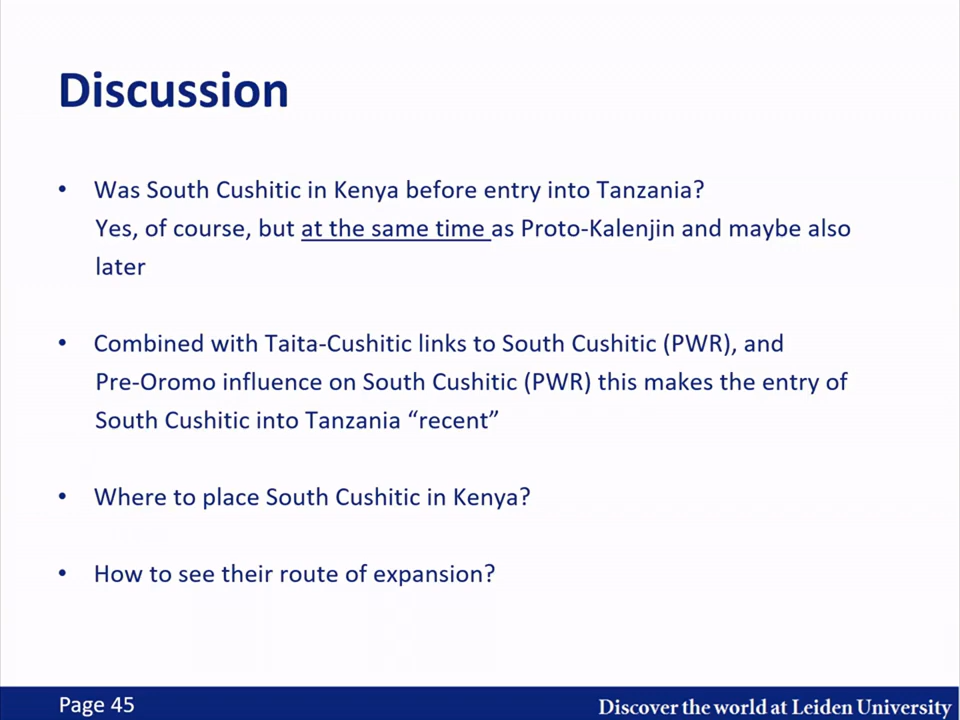 Discussion
• Was South Cushitic in Kenya before entry into Tanzania?
Yes, of course, but at the same time as Proto-Kalenjin and maybe also
later
• Combined with Taita-Cushitic links to South Cushitic (PWR), and
Pre-Oromo influence on South Cushitic (PWR) this makes the entry of
South Cushitic into Tanzania “recent”
• Where to place South Cushitic in Kenya?
• How to see their route of expansion?
Page 45
Discover the world at Leiden University